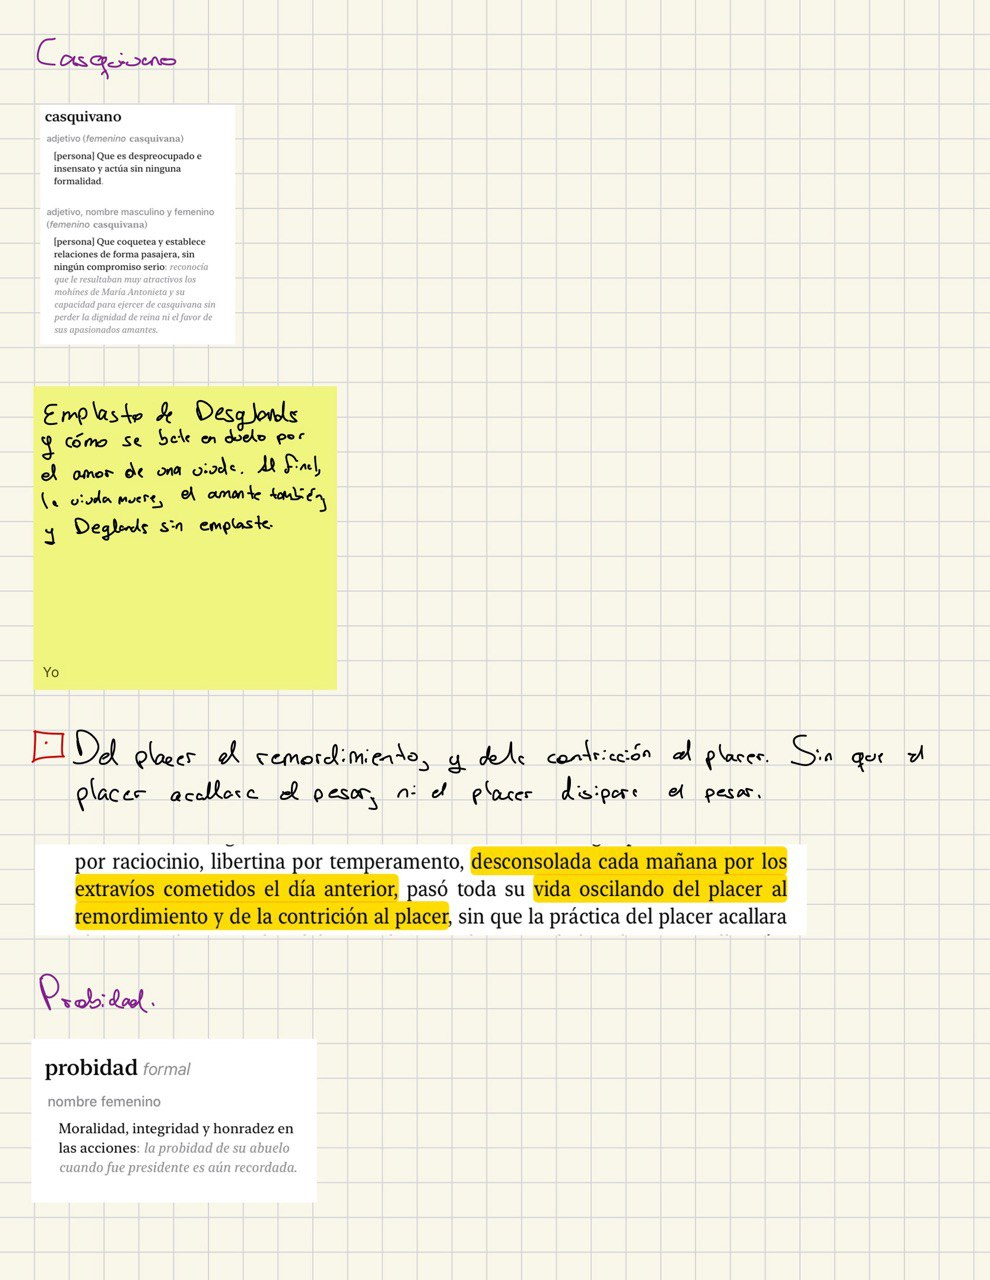 Casquivano
casquivano
adjetivo (femenino casquivana)
[persona] Que es despreocupado e
insensato y actúa sin ninguna
formalidad.
adjetivo, nombre masculino y femenino
(femenino casquivana)
[persona] Que coquetea y establece
relaciones de forma pasajera, sin
ningún compromiso serio: reconocía
que le resultaban muy atractivos los
mohínes de María Antonieta y su
capacidad para ejercer de casquivana sin
perder la dignidad de reina ni el favor de
sus apasionados amantes.
Emplasto de Desglands
y cómo se bate en duelo por
el amor de una viuda. Al final,
la viuda muere, el amante también
y Deglands sin emplaste.
Yo
Del placer al remordimiento, y dela contricción al placer. Sin que el
placer acallara el pesar, ni el placer disipara el pesar.
por raciocinio, libertina por temperamento, desconsolada cada mañana por los
extravíos cometidos el día anterior, pasó toda su vida oscilando del placer al
remordimiento y de la contrición al placer, sin que la práctica del placer acallara
Probidad.
probidad formal
nombre femenino
Moralidad, integridad y honradez en
las acciones: la probidad de su abuelo
cuando fue presidente es aún recordada.